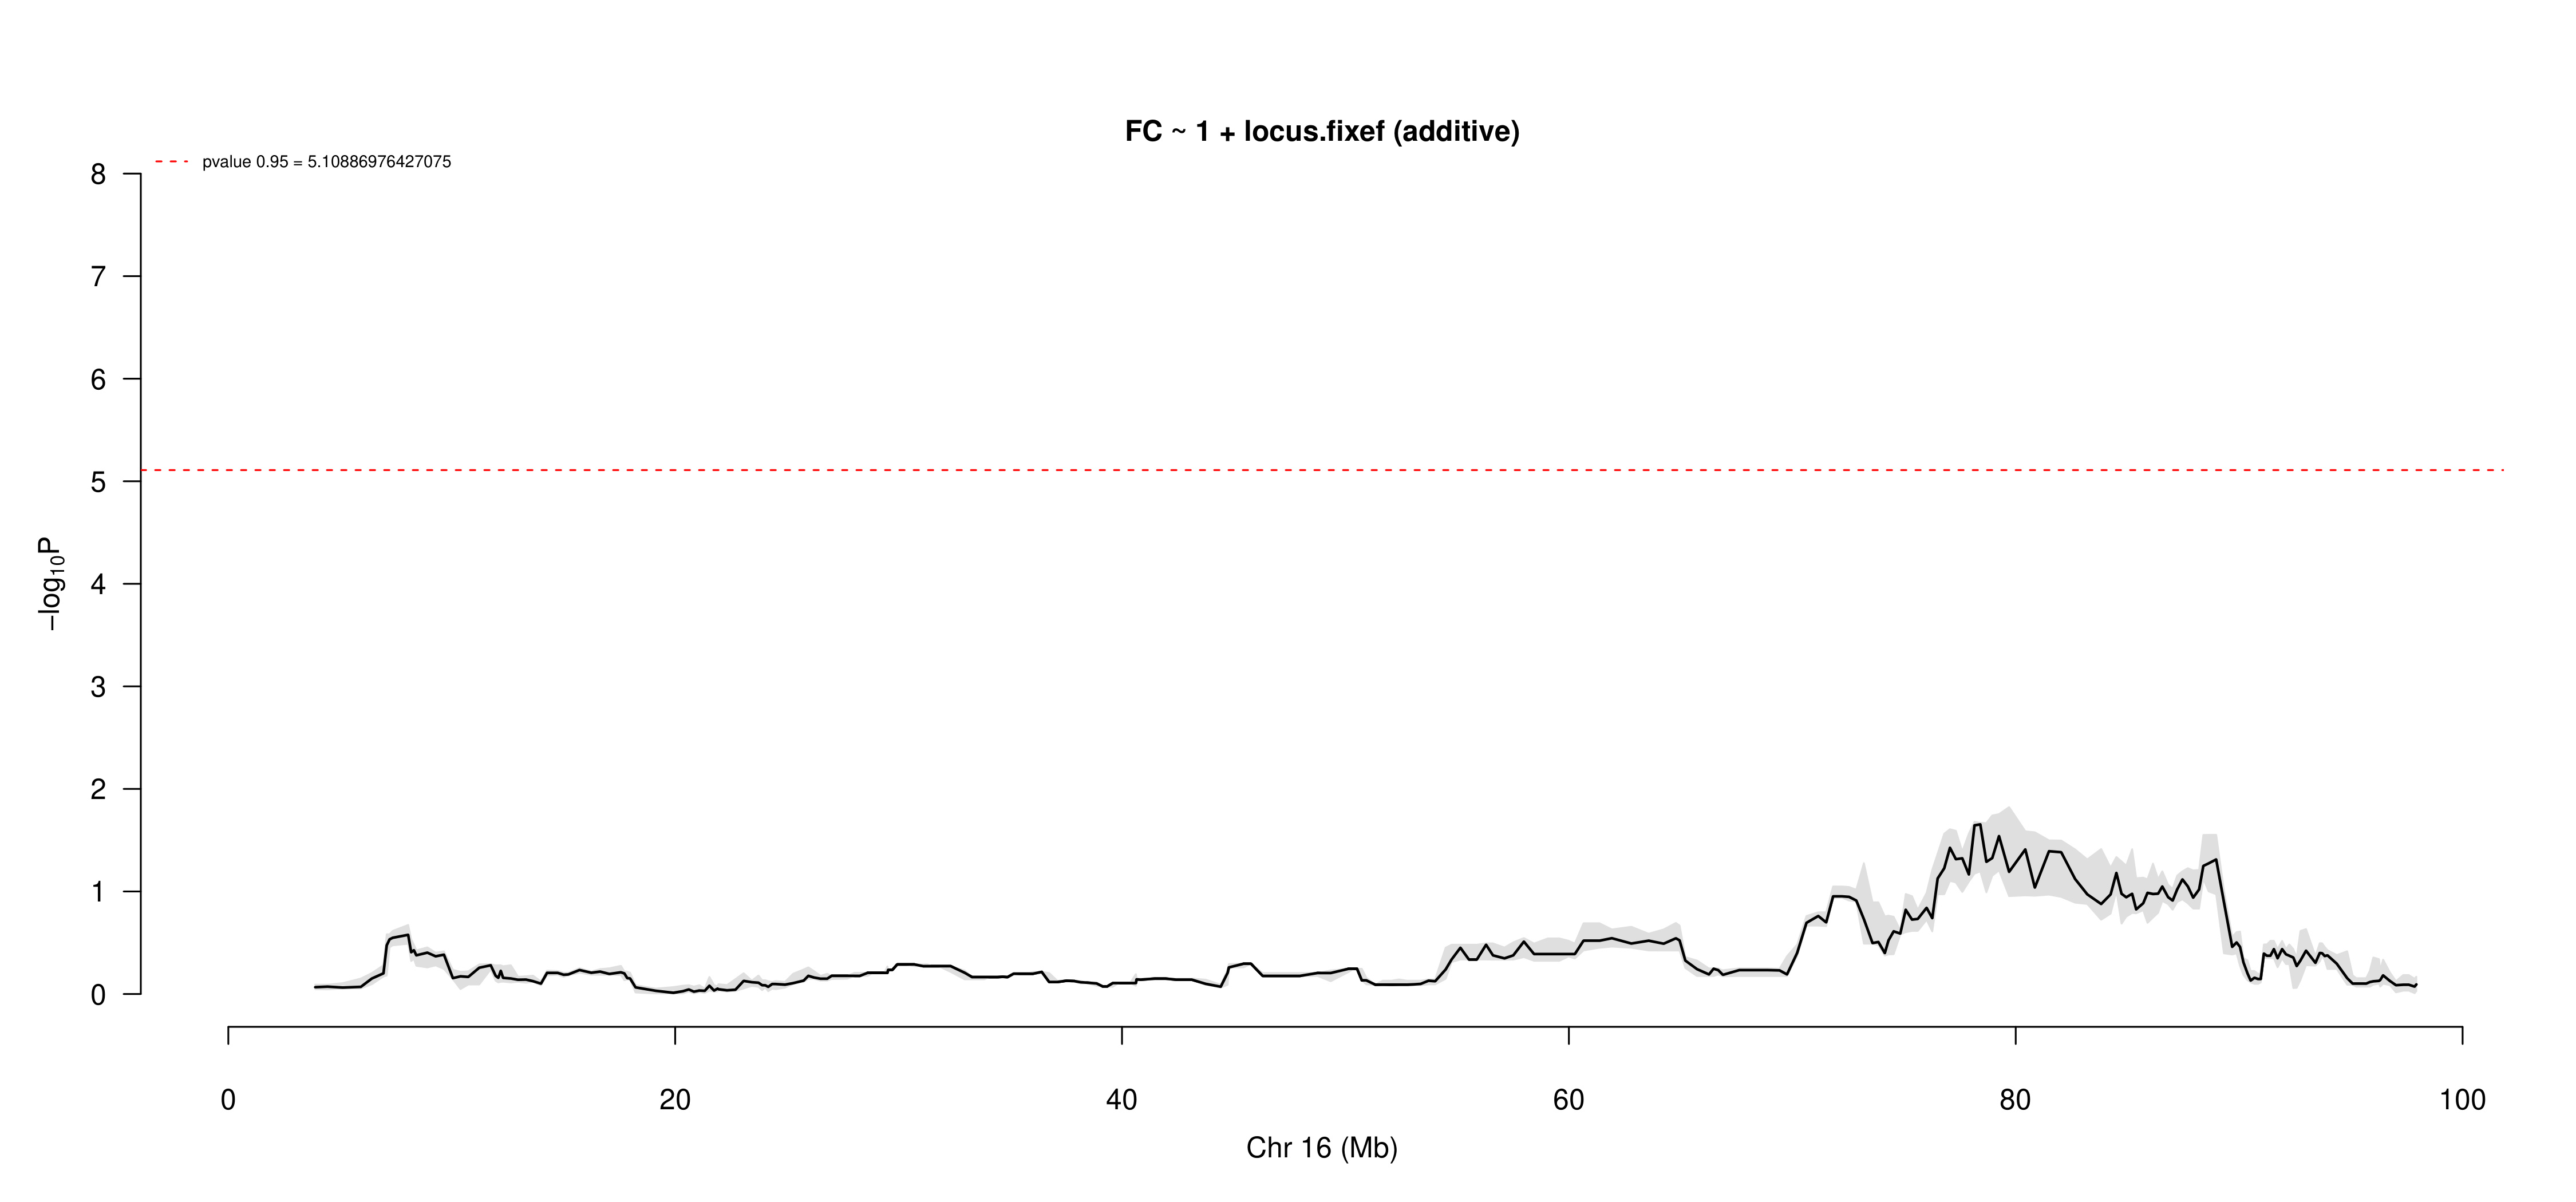 FC ~ 1 + locus.fixef (additive)
pvalue 0.95 = 5.10886976427075
8
7
6
5
4
3
2
1
0
−log10P
0 20 40 60 80 100
Chr 16 (Mb)